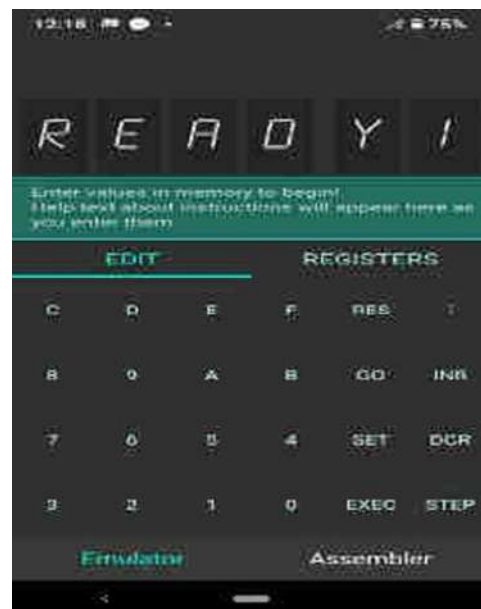 12:18 75%
READY!
Enter values in memory to begin!
Help text about instructions will appear here as
you enter them
EDIT REGISTERS
C D E F RES
8 9 A B GO INR
7 6 5 4 SET DCR
3 2 1 0 EXEC STEP
Emulator Assembler